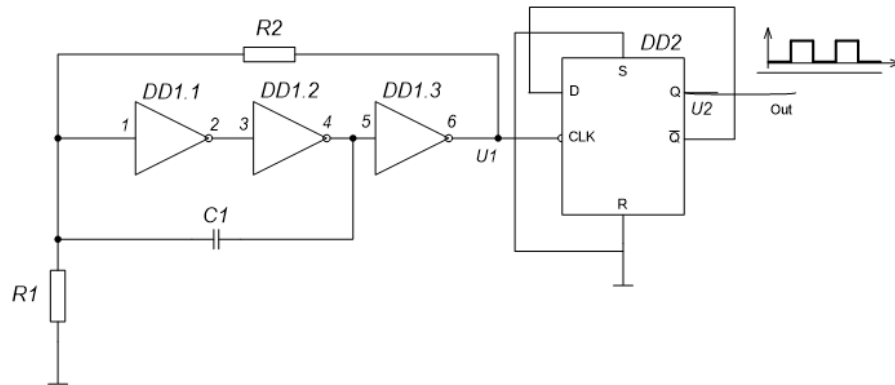 R2
DD2
DD1.1
DD1.2
DD1.3
S
D
Q
U2
Out
1
2
3
4
5
6
U1
CLK
Q̅
C1
R
R1